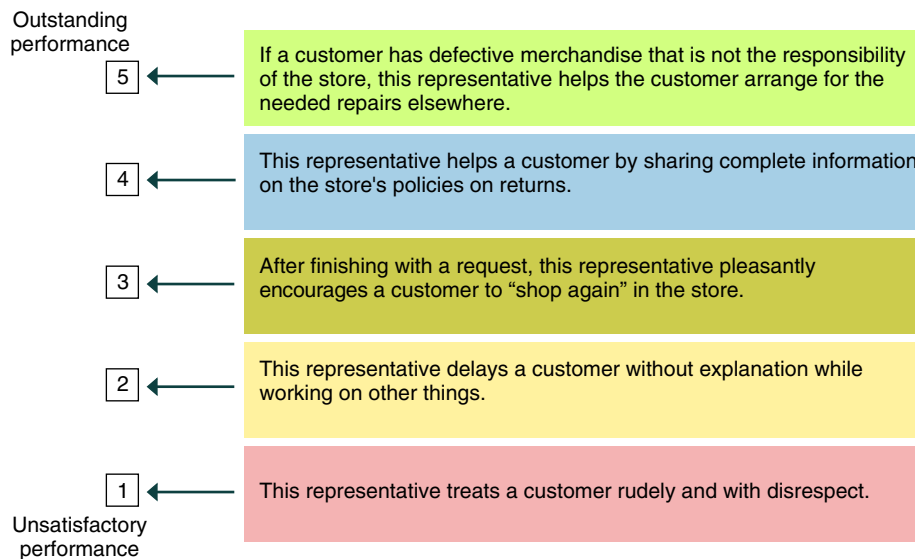 Outstanding
performance
5
If a customer has defective merchandise that is not the responsibility
of the store, this representative helps the customer arrange for the
needed repairs elsewhere.
4
This representative helps a customer by sharing complete information
on the store's policies on returns.
3
After finishing with a request, this representative pleasantly
encourages a customer to “shop again” in the store.
2
This representative delays a customer without explanation while
working on other things.
1
This representative treats a customer rudely and with disrespect.
Unsatisfactory
performance